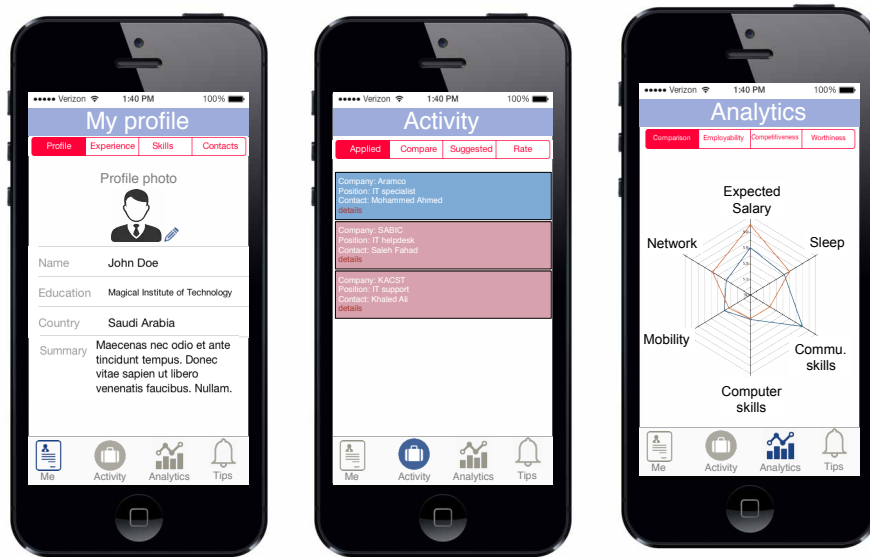 Verizon 1:40 PM 100%
My profile
Profile Experience Skills Contacts
Profile photo
Name John Doe
Education Magical Institute of Technology
Country Saudi Arabia
Summary Maecenas nec odio et ante
tincidunt tempus. Donec
vitae sapien ut libero
venenatis faucibus. Nullam.
Me Activity Analytics Tips
Verizon 1:40 PM 100%
Activity
Applied Compare Suggested Rate
Company: Aramco
Position: IT specialist
Contact: Mohammed Ahmed
details
Company: SABIC
Position: IT helpdesk
Contact: Saleh Fahad
details
Company: KACST
Position: IT support
Contact: Khaled Ali
details
Me Activity Analytics Tips
Verizon 1:40 PM 100%
Analytics
Comparison Employability Competitiveness Worthiness
Expected
Salary
Network Sleep
Mobility Commu.
skills
Computer
skills
Me Activity Analytics Tips